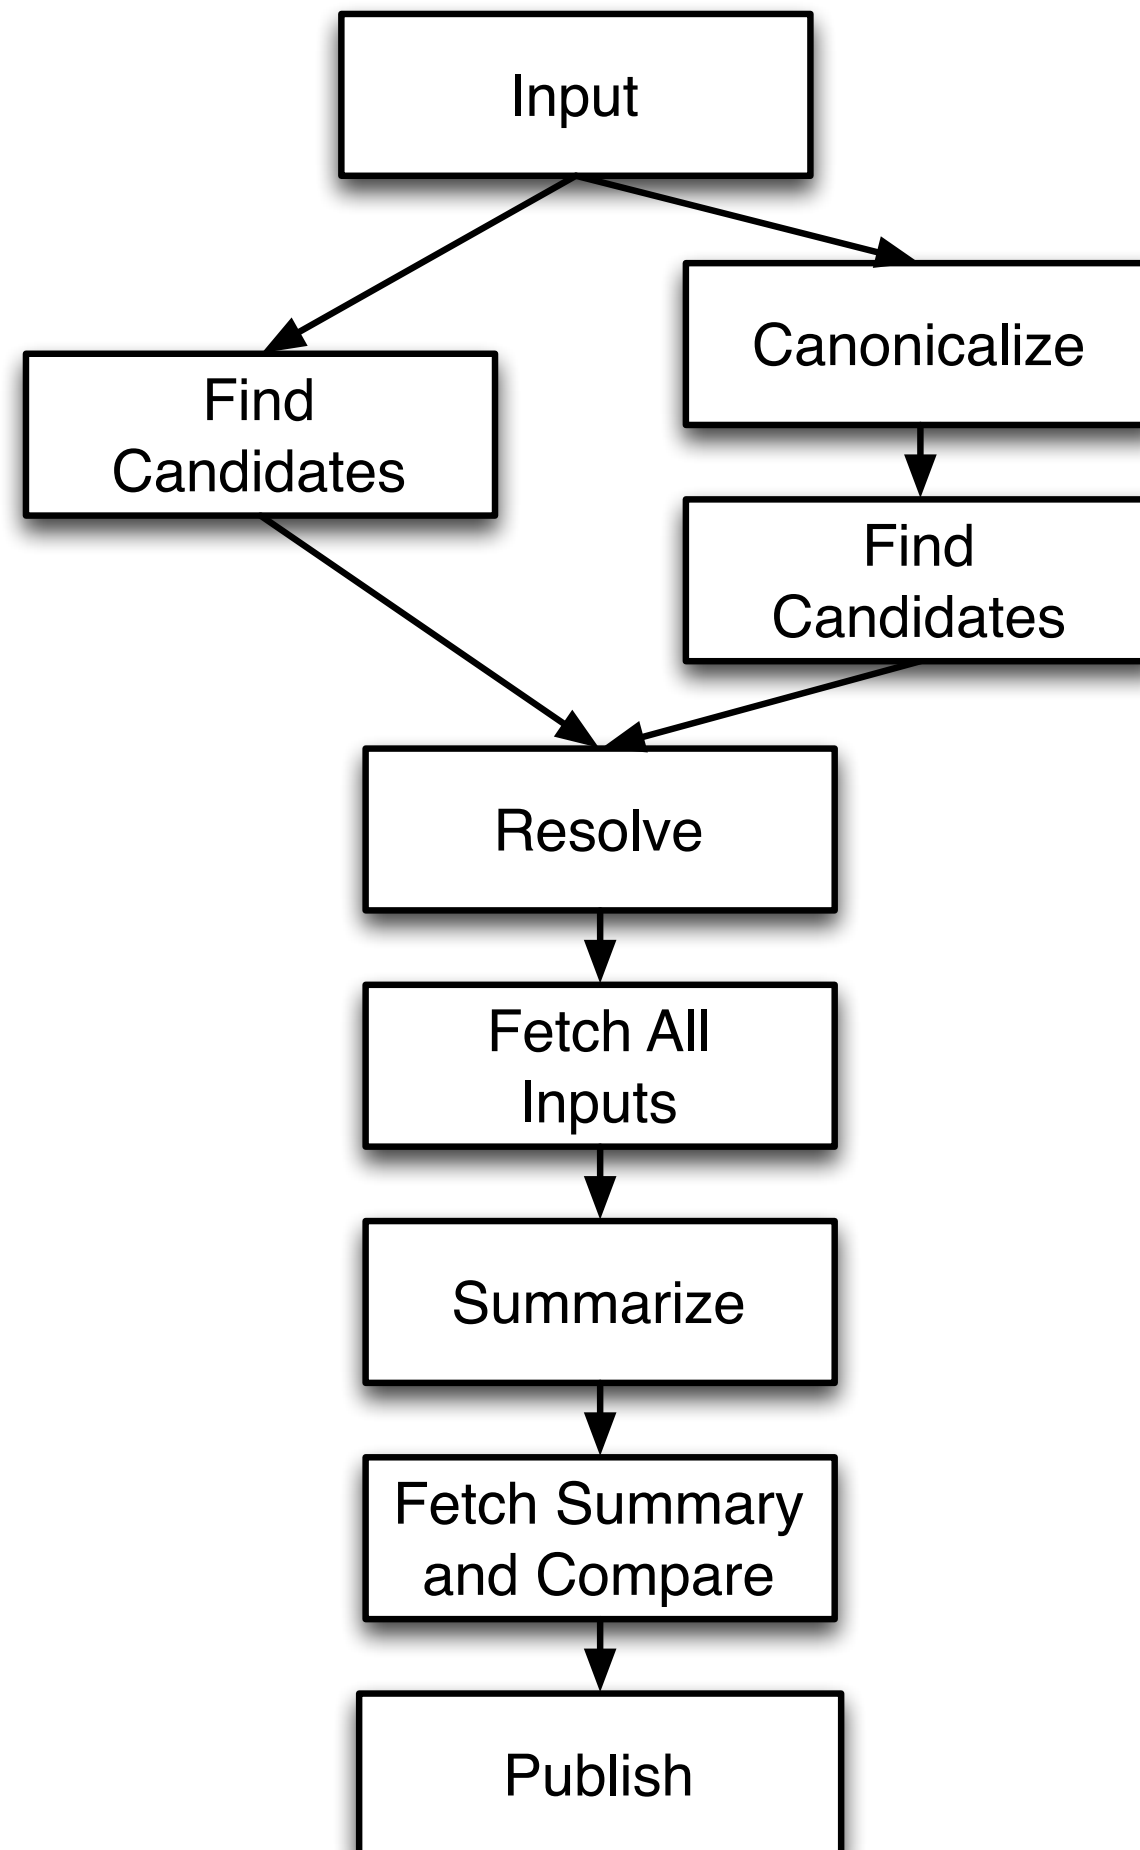 Input
Canonicalize
Find
Candidates
Find
Candidates
Resolve
Fetch All
Inputs
Summarize
Fetch Summary
and Compare
Publish